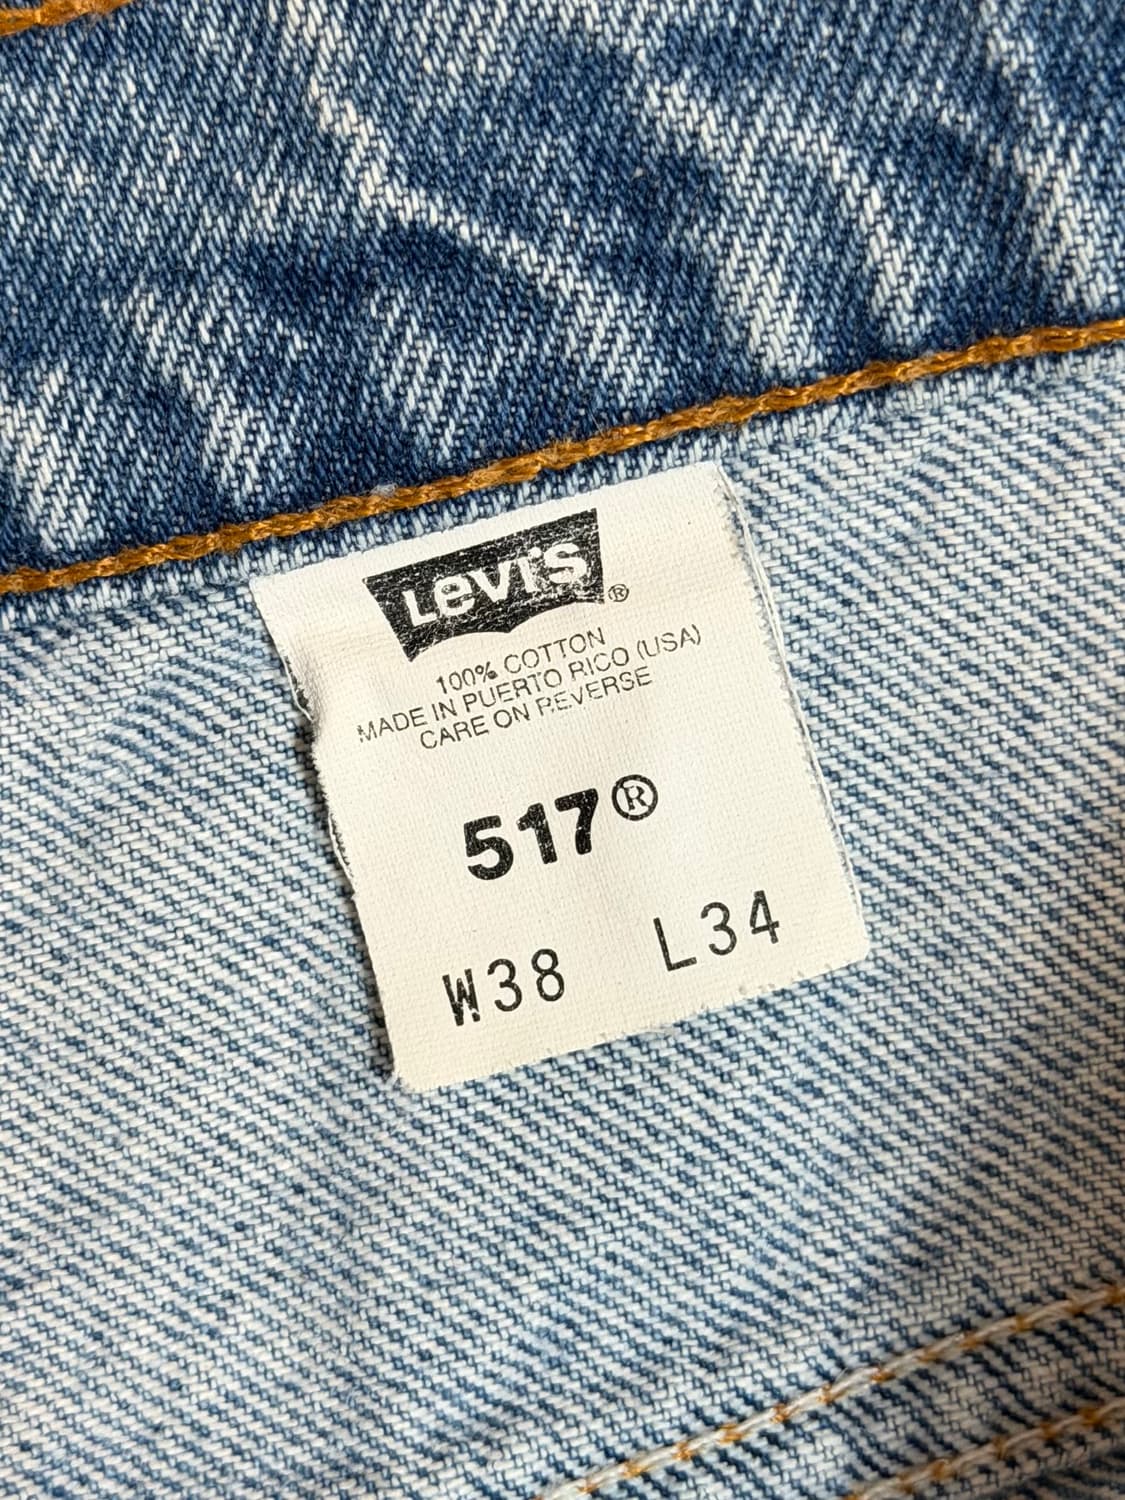 Levi's®
100% COTTON
MADE IN PUERTO RICO (USA)
CARE ON REVERSE
517®
W38 L34